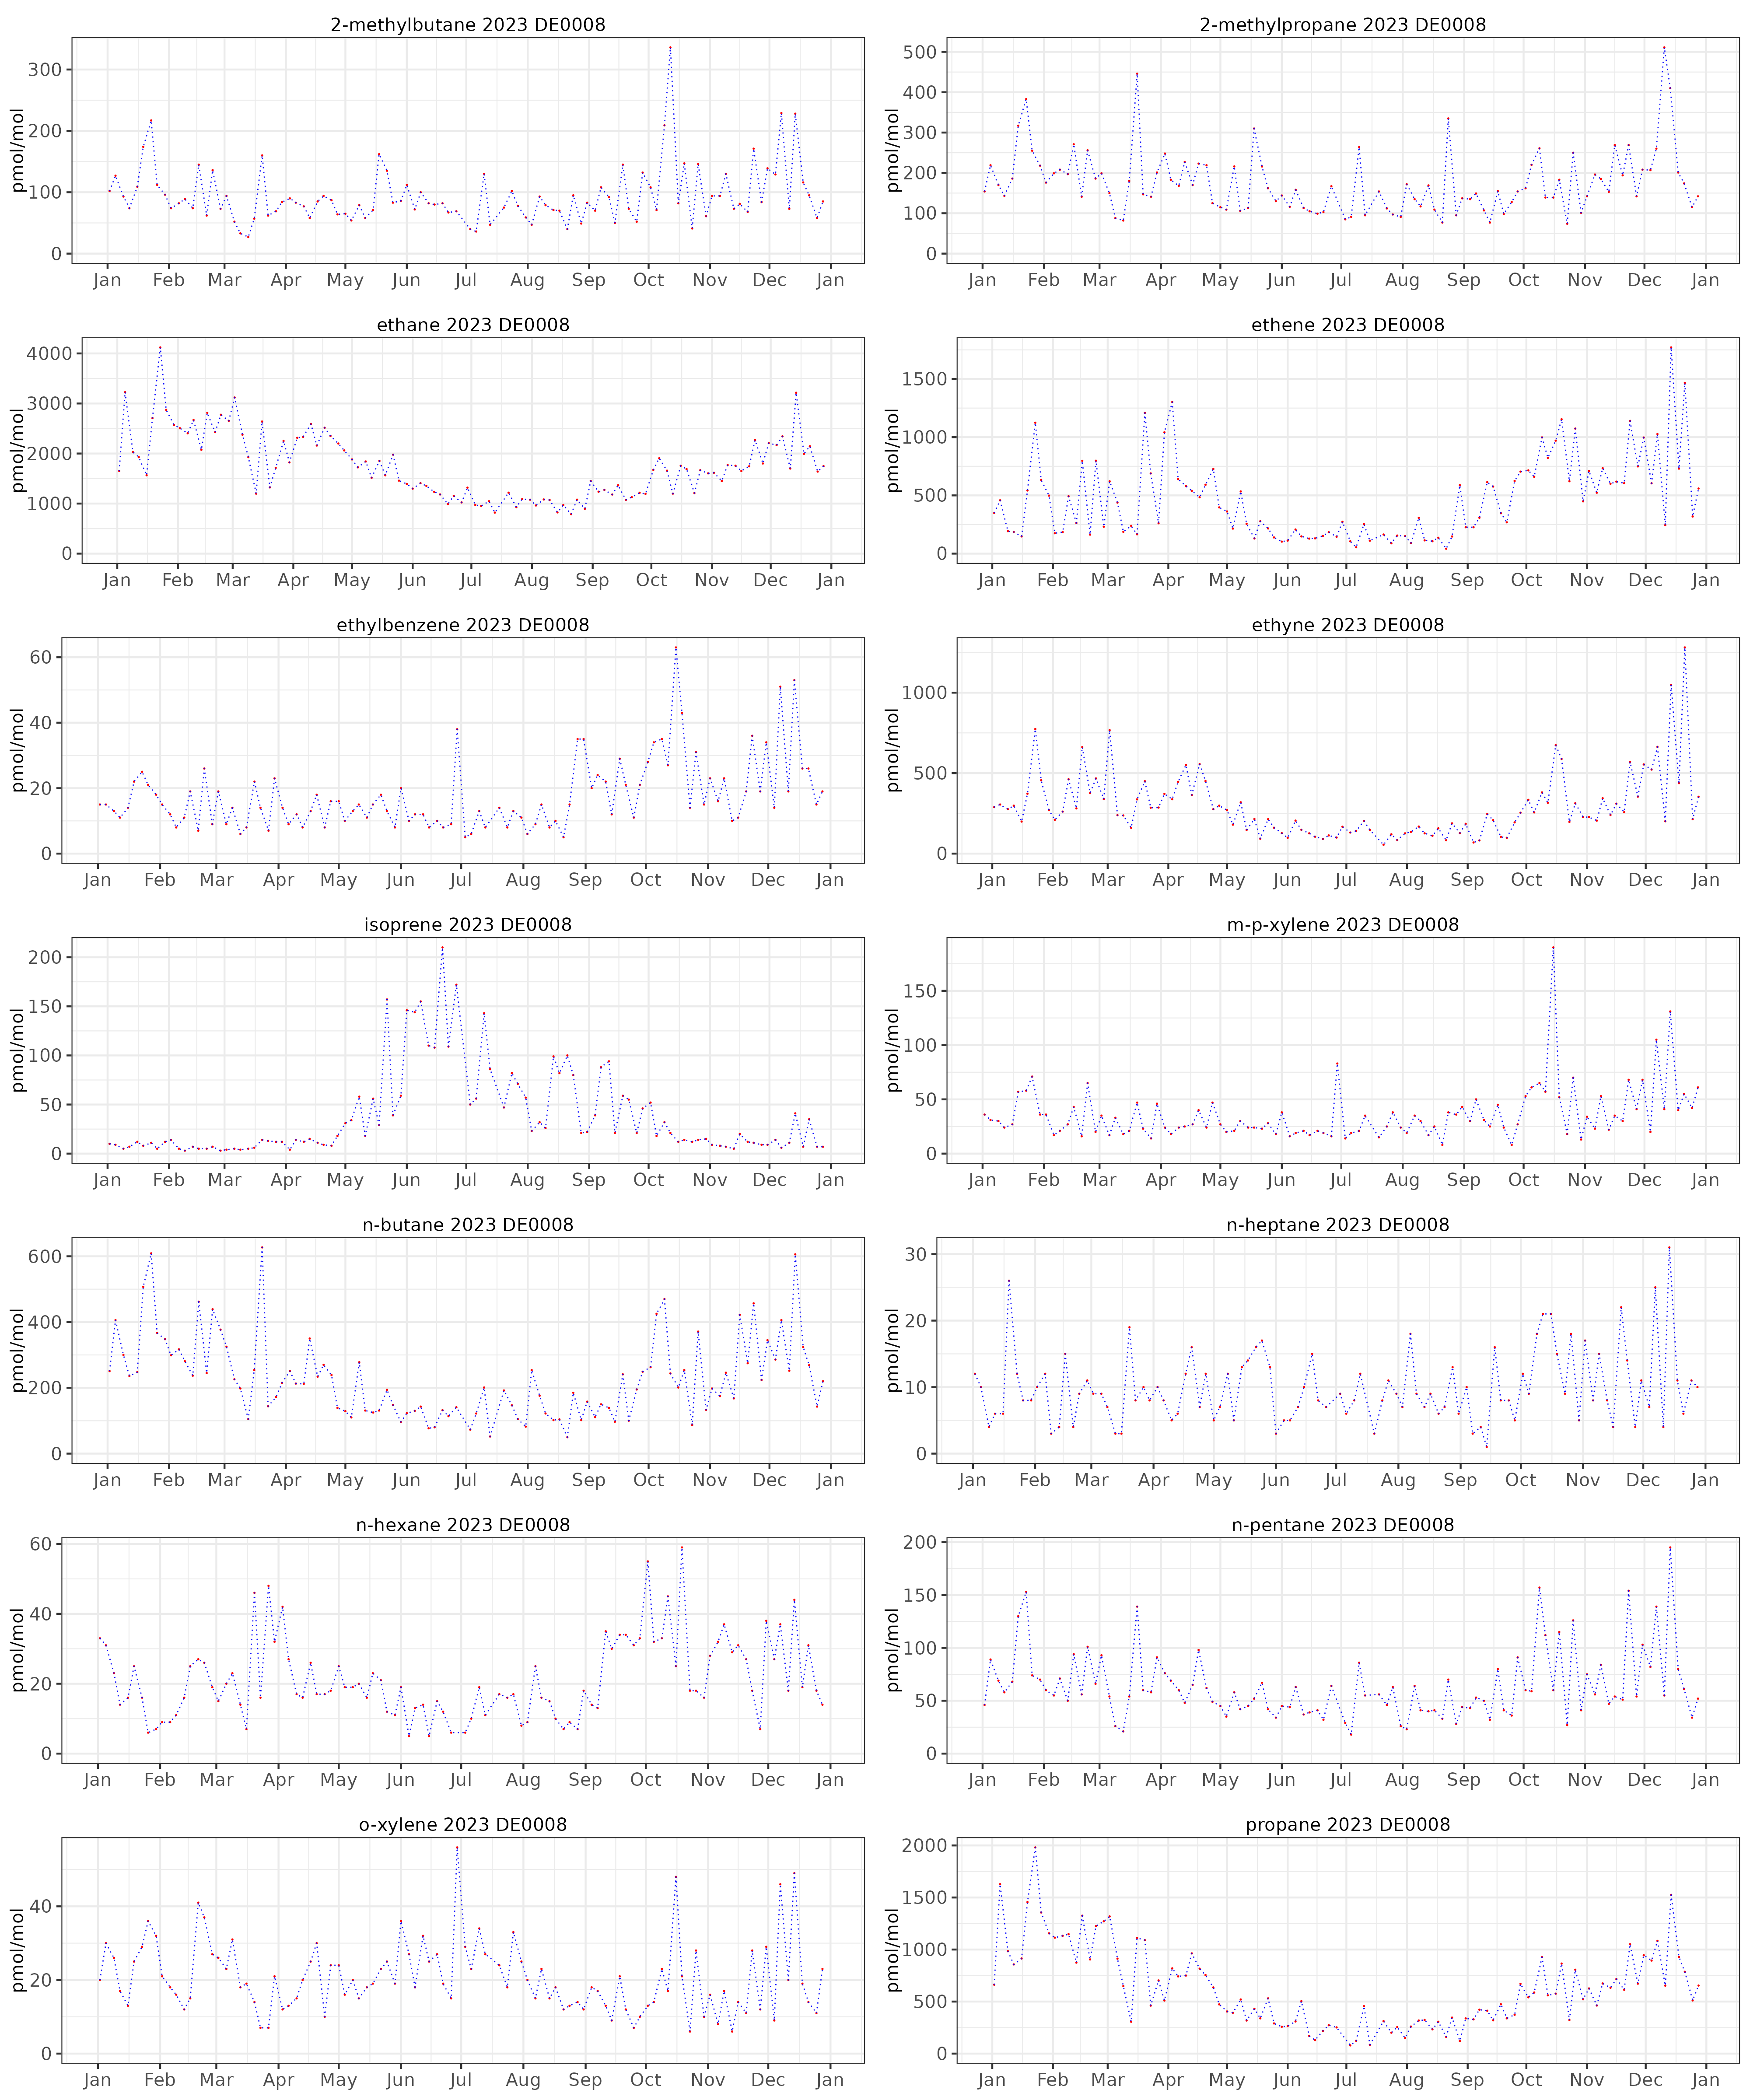 2-methylbutane 2023 DE0008
pmol/mol
300
200
100
0
Jan Feb Mar Apr May Jun Jul Aug Sep Oct Nov Dec Jan
2-methylpropane 2023 DE0008
pmol/mol
500
400
300
200
100
0
Jan Feb Mar Apr May Jun Jul Aug Sep Oct Nov Dec Jan
ethane 2023 DE0008
pmol/mol
4000
3000
2000
1000
0
Jan Feb Mar Apr May Jun Jul Aug Sep Oct Nov Dec Jan
ethene 2023 DE0008
pmol/mol
1500
1000
500
0
Jan Feb Mar Apr May Jun Jul Aug Sep Oct Nov Dec Jan
ethylbenzene 2023 DE0008
pmol/mol
60
40
20
0
Jan Feb Mar Apr May Jun Jul Aug Sep Oct Nov Dec Jan
ethyne 2023 DE0008
pmol/mol
1000
500
0
Jan Feb Mar Apr May Jun Jul Aug Sep Oct Nov Dec Jan
isoprene 2023 DE0008
pmol/mol
200
150
100
50
0
Jan Feb Mar Apr May Jun Jul Aug Sep Oct Nov Dec Jan
m-p-xylene 2023 DE0008
pmol/mol
150
100
50
0
Jan Feb Mar Apr May Jun Jul Aug Sep Oct Nov Dec Jan
n-butane 2023 DE0008
pmol/mol
600
400
200
0
Jan Feb Mar Apr May Jun Jul Aug Sep Oct Nov Dec Jan
n-heptane 2023 DE0008
pmol/mol
30
20
10
0
Jan Feb Mar Apr May Jun Jul Aug Sep Oct Nov Dec Jan
n-hexane 2023 DE0008
pmol/mol
60
40
20
0
Jan Feb Mar Apr May Jun Jul Aug Sep Oct Nov Dec Jan
n-pentane 2023 DE0008
pmol/mol
200
150
100
50
0
Jan Feb Mar Apr May Jun Jul Aug Sep Oct Nov Dec Jan
o-xylene 2023 DE0008
pmol/mol
40
20
0
Jan Feb Mar Apr May Jun Jul Aug Sep Oct Nov Dec Jan
propane 2023 DE0008
pmol/mol
2000
1500
1000
500
0
Jan Feb Mar Apr May Jun Jul Aug Sep Oct Nov Dec Jan